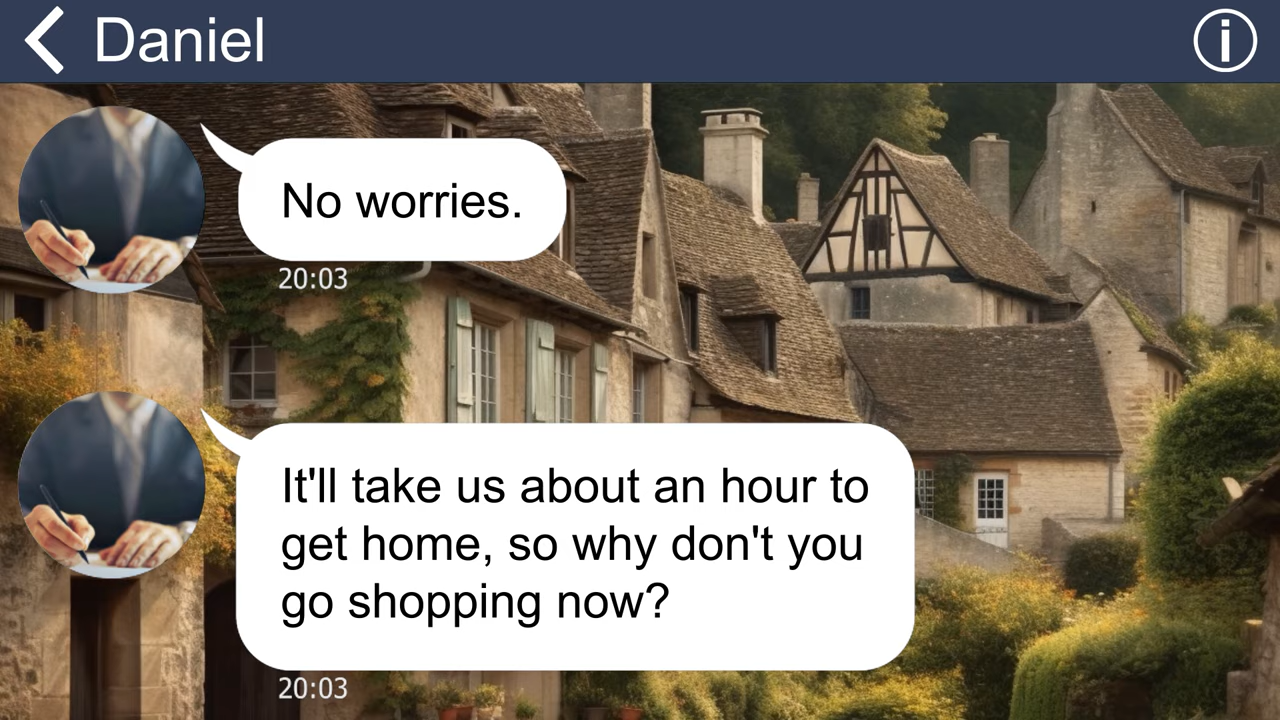 Daniel
No worries.
20:03
It'll take us about an hour to
get home, so why don't you
go shopping now?
20:03